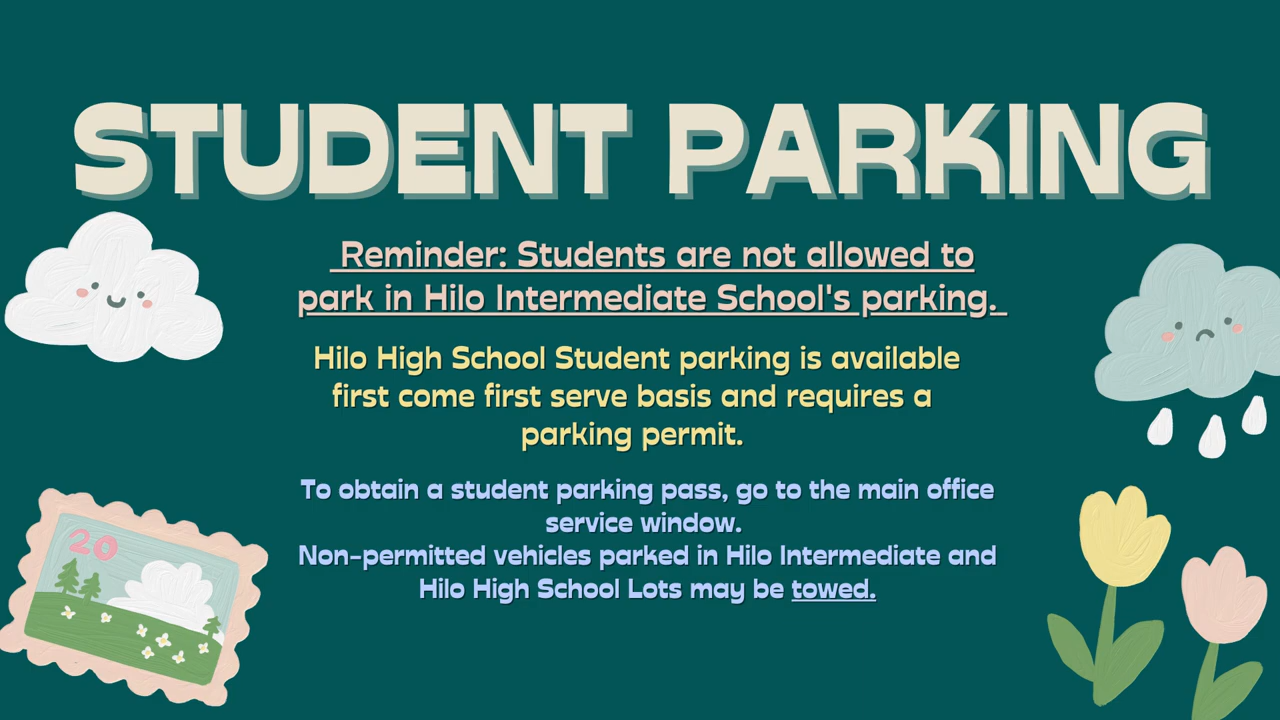 STUDENT PARKING
Reminder: Students are not allowed to
park in Hilo Intermediate School's parking.
Hilo High School Student parking is available
first come first serve basis and requires a
parking permit.
To obtain a student parking pass, go to the main office
service window.
Non-permitted vehicles parked in Hilo Intermediate and
Hilo High School Lots may be towed.
20